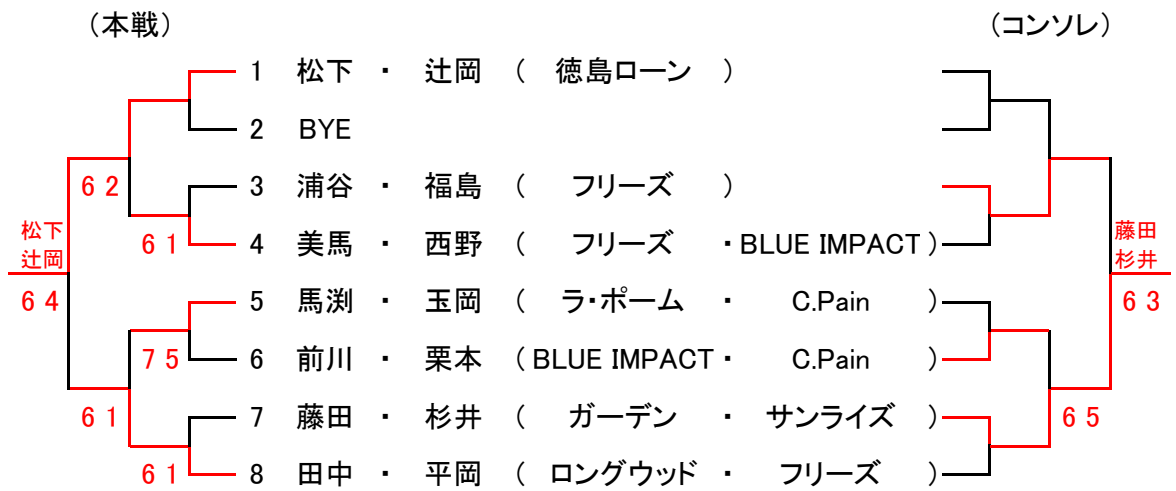 （本戦） （コンソレ）
1 松下 ・ 辻岡 （ 徳島ローン ）
2 BYE
6 2 3 浦谷 ・ 福島 （ フリーズ ）
松下 藤田
6 1 4 美馬 ・ 西野 （ フリーズ ・BLUE IMPACT）
辻岡 杉井
6 4 5 馬渕 ・ 玉岡 （ ラ・ポーム ・ C.Pain ） 6 3
7 5 6 前川 ・ 栗本 （BLUE IMPACT・ C.Pain ）
6 1 7 藤田 ・ 杉井 （ ガーデン ・ サンライズ ） 6 5
6 1 8 田中 ・ 平岡 （ ロングウッド ・ フリーズ ）